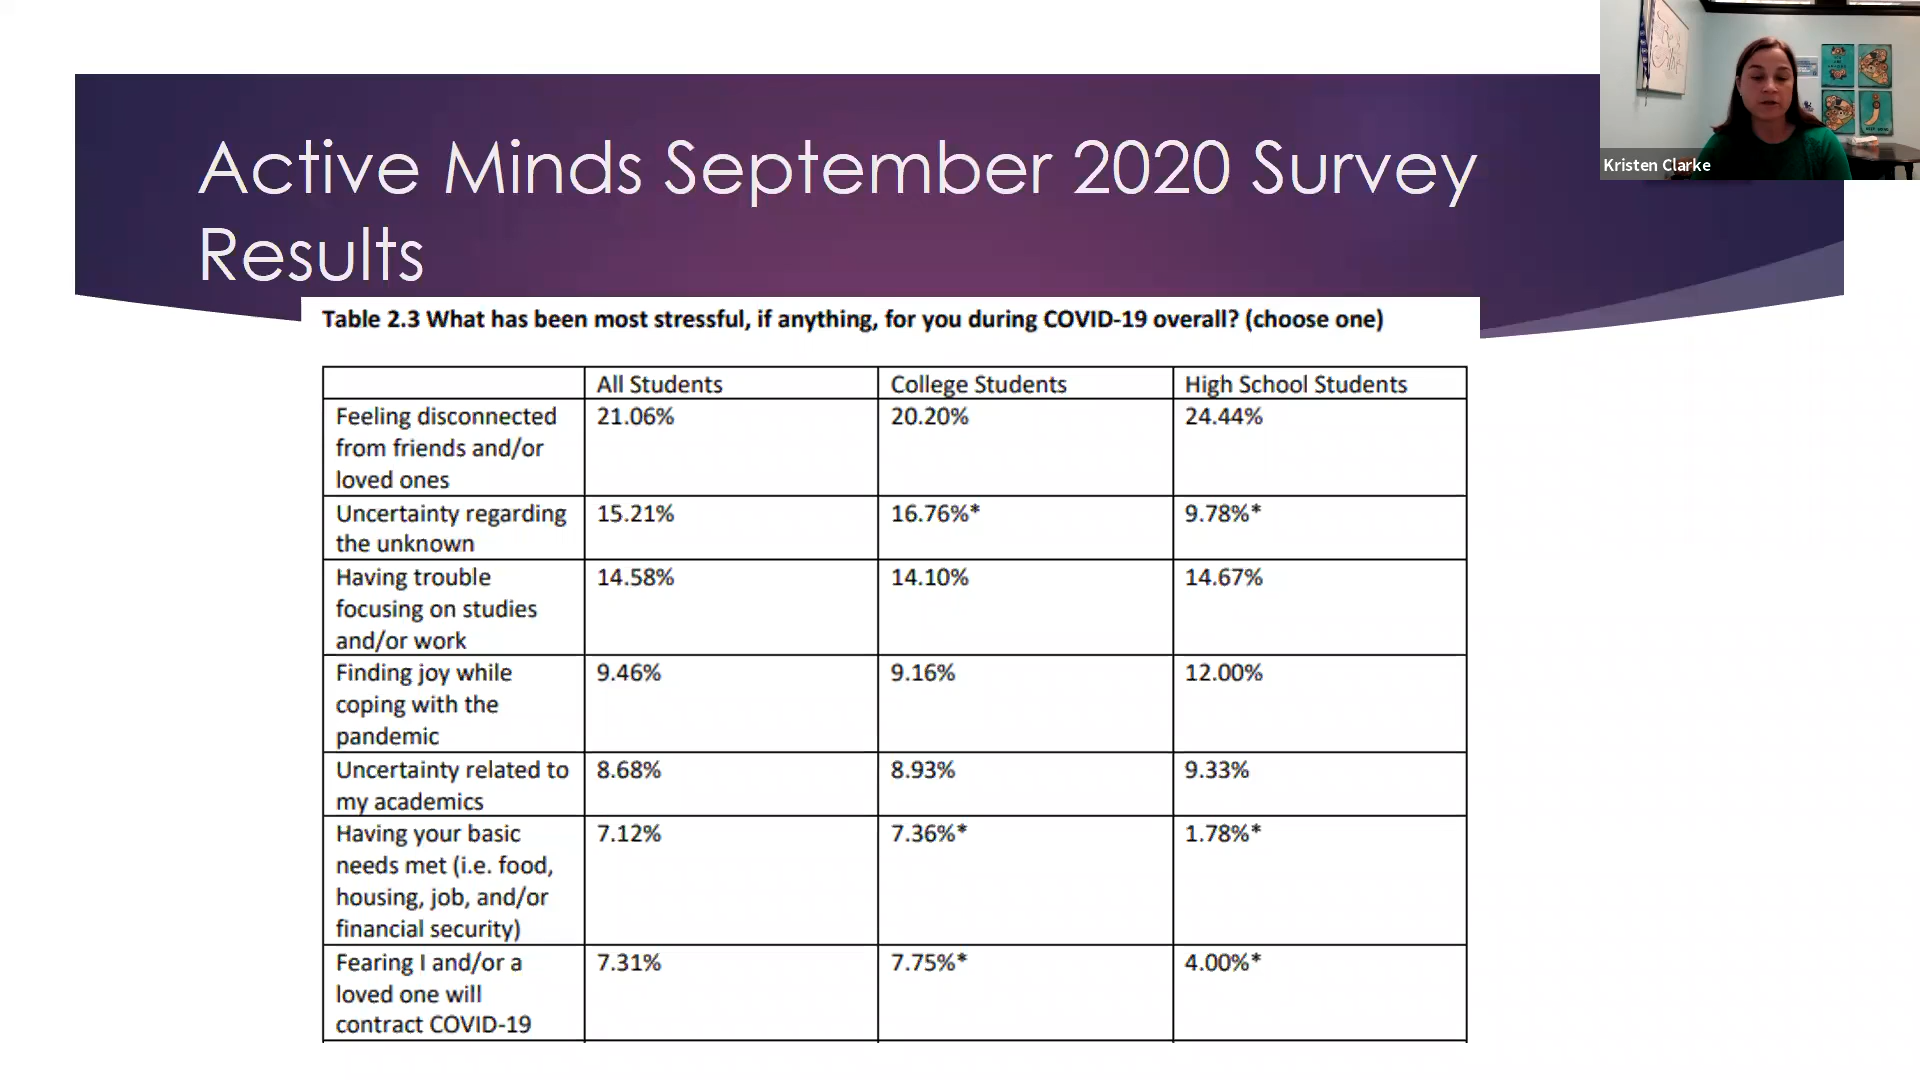 Active Minds September 2020 Survey
Results
Kristen Clarke
Table 2.3 What has been most stressful, if anything, for you during COVID-19 overall? (choose one)
All Students College Students High School Students
Feeling disconnected 21.06% 20.20% 24.44%
from friends and/or
loved ones
Uncertainty regarding 15.21% 16.76%* 9.78%*
the unknown
Having trouble 14.58% 14.10% 14.67%
focusing on studies
and/or work
Finding joy while 9.46% 9.16% 12.00%
coping with the
pandemic
Uncertainty related to 8.68% 8.93% 9.33%
my academics
Having your basic 7.12% 7.36%* 1.78%*
needs met (i.e. food,
housing, job, and/or
financial security)
Fearing I and/or a 7.31% 7.75%* 4.00%*
loved one will
contract COVID-19